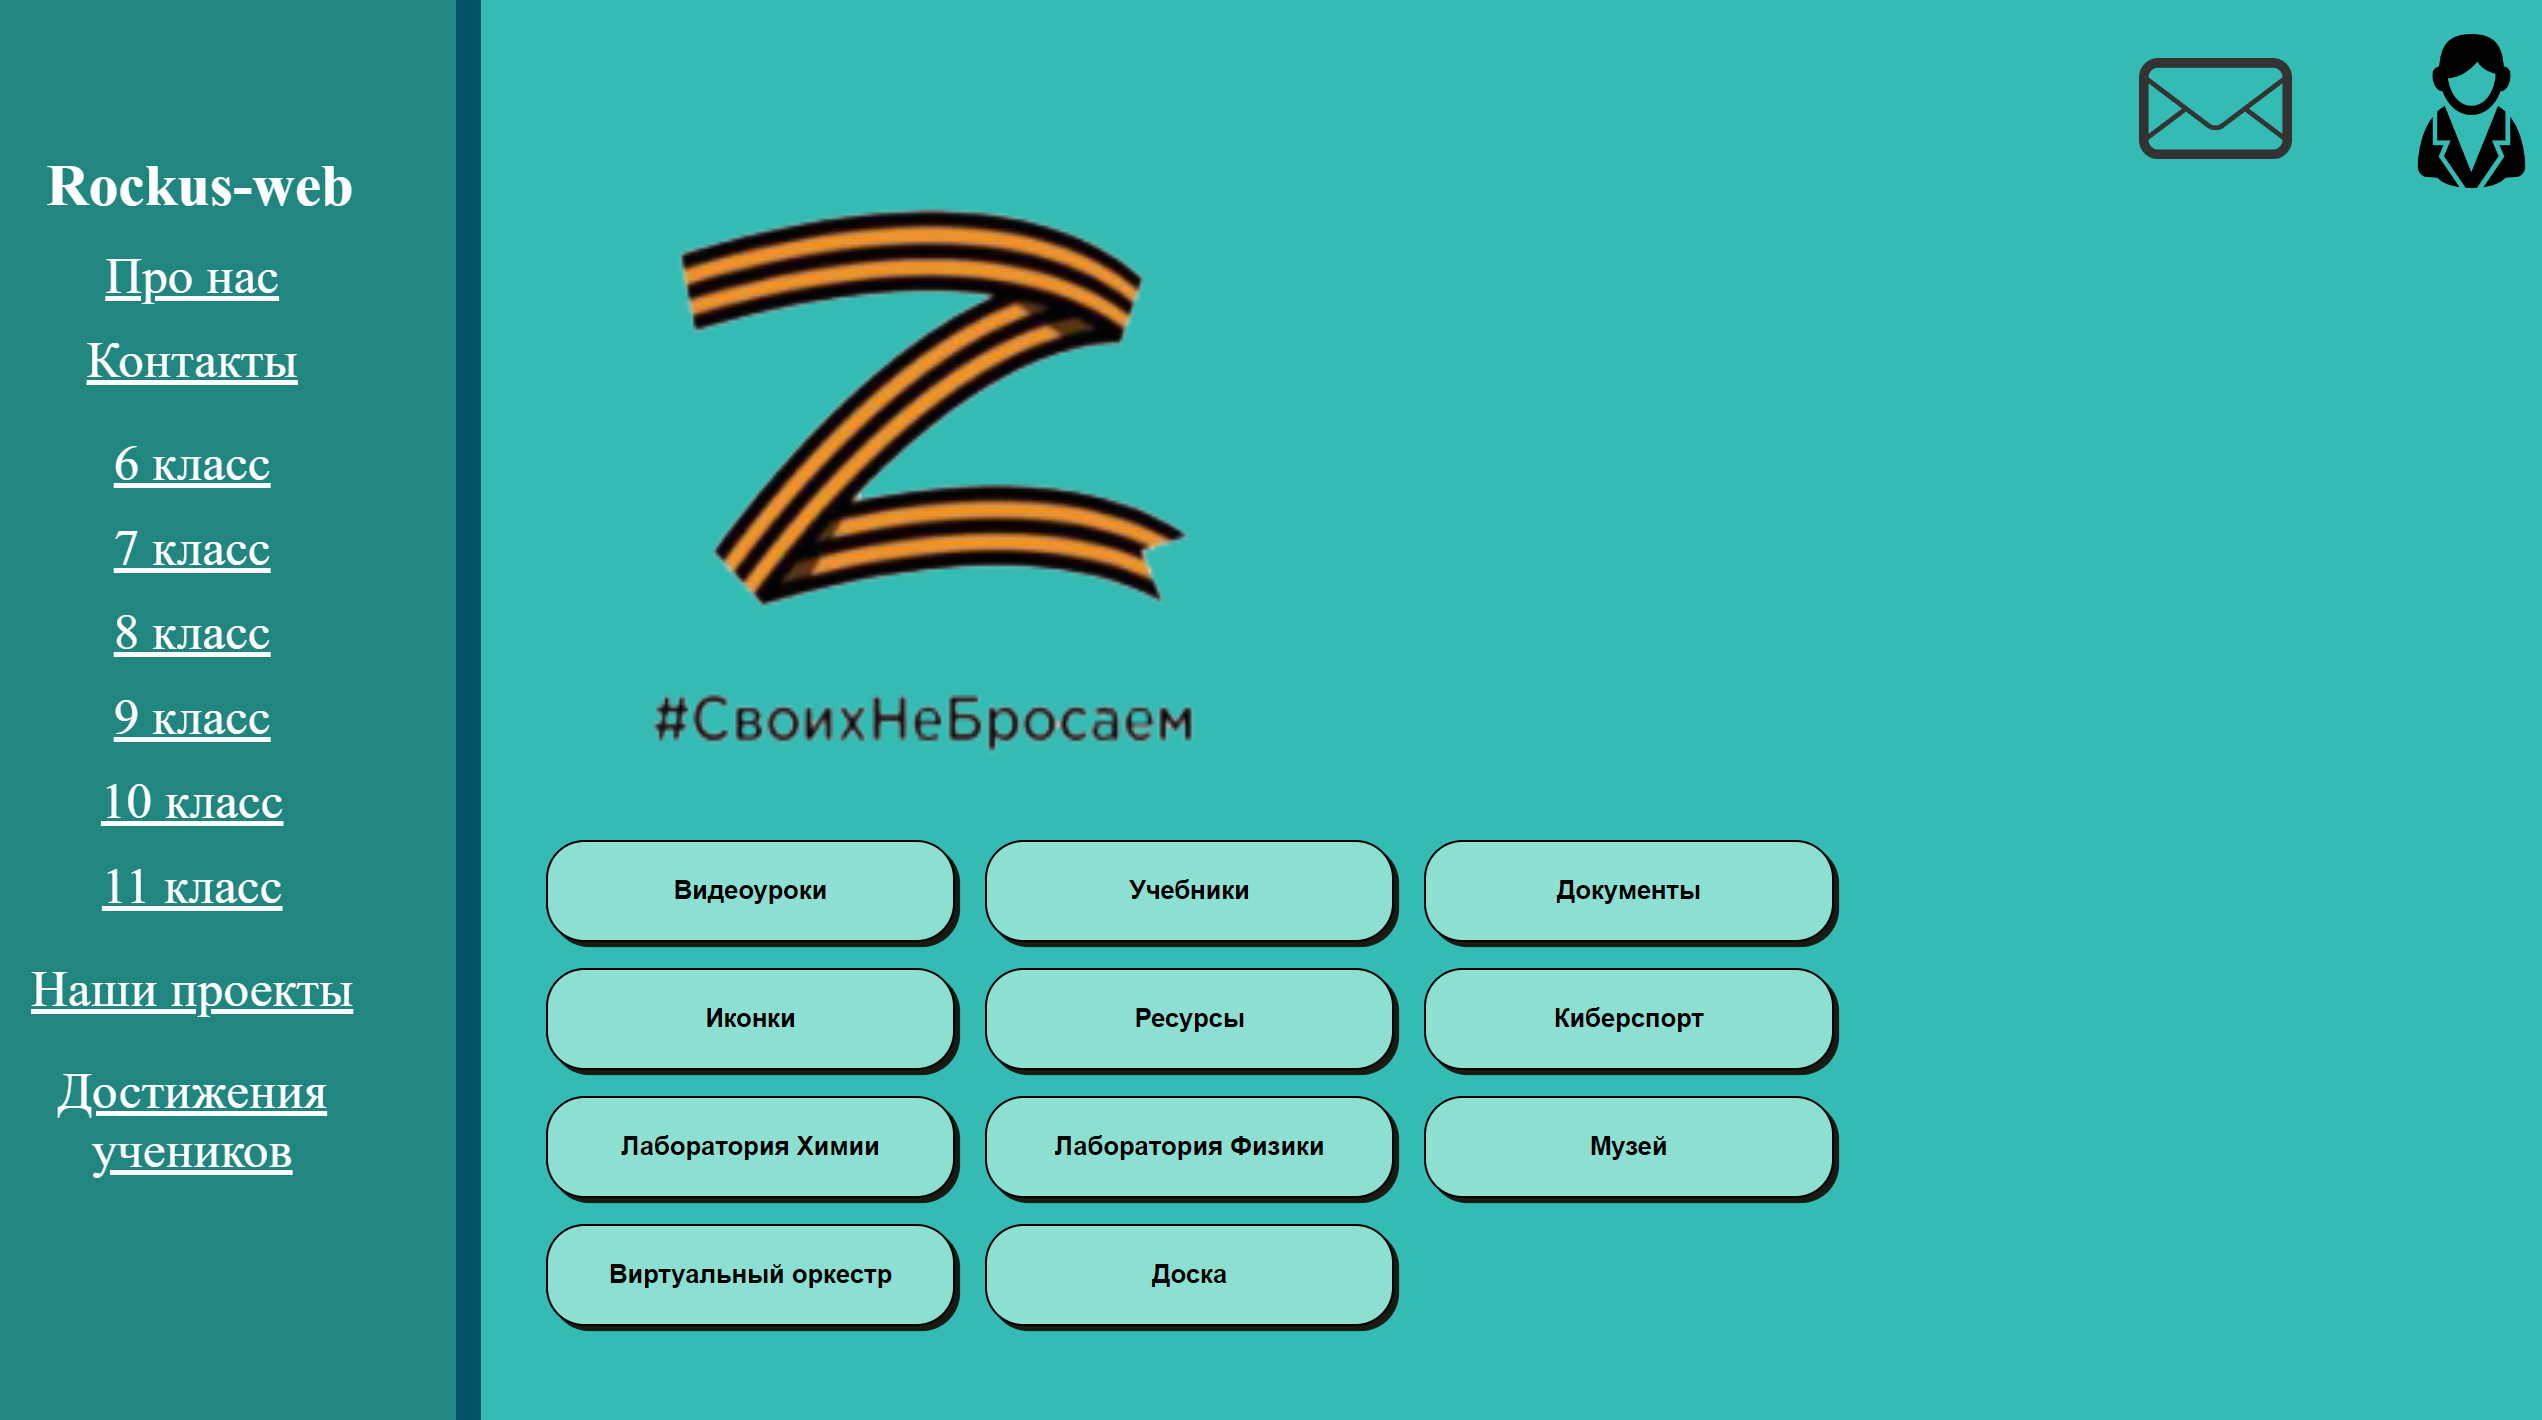 Rockus-web
Про нас
Контакты
6 класс
7 класс
8 класс
9 класс
10 класс
11 класс
Наши проекты
Достижения
учеников
Z
#СвоихНеБросаем
Видеоуроки
Учебники
Документы
Иконки
Ресурсы
Киберспорт
Лаборатория Химии
Лаборатория Физики
Музей
Виртуальный оркестр
Доска